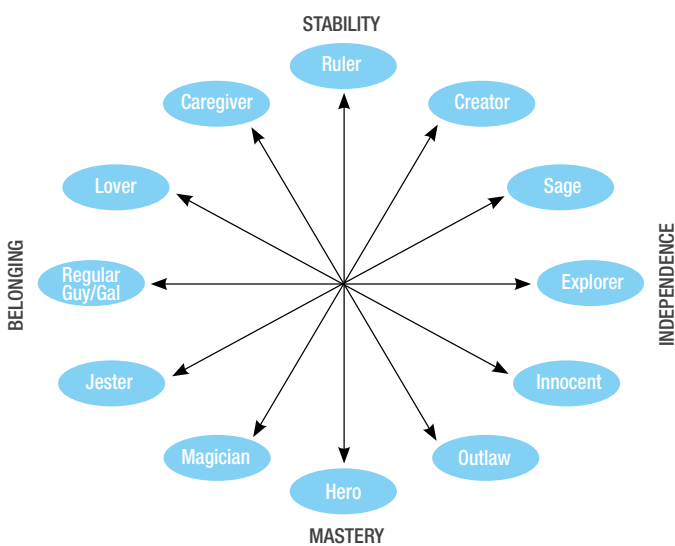 STABILITY
Ruler
Caregiver
Creator
Lover
Sage
BELONGING
Regular
Guy/Gal
Explorer
INDEPENDENCE
Jester
Innocent
Magician
Outlaw
Hero
MASTERY